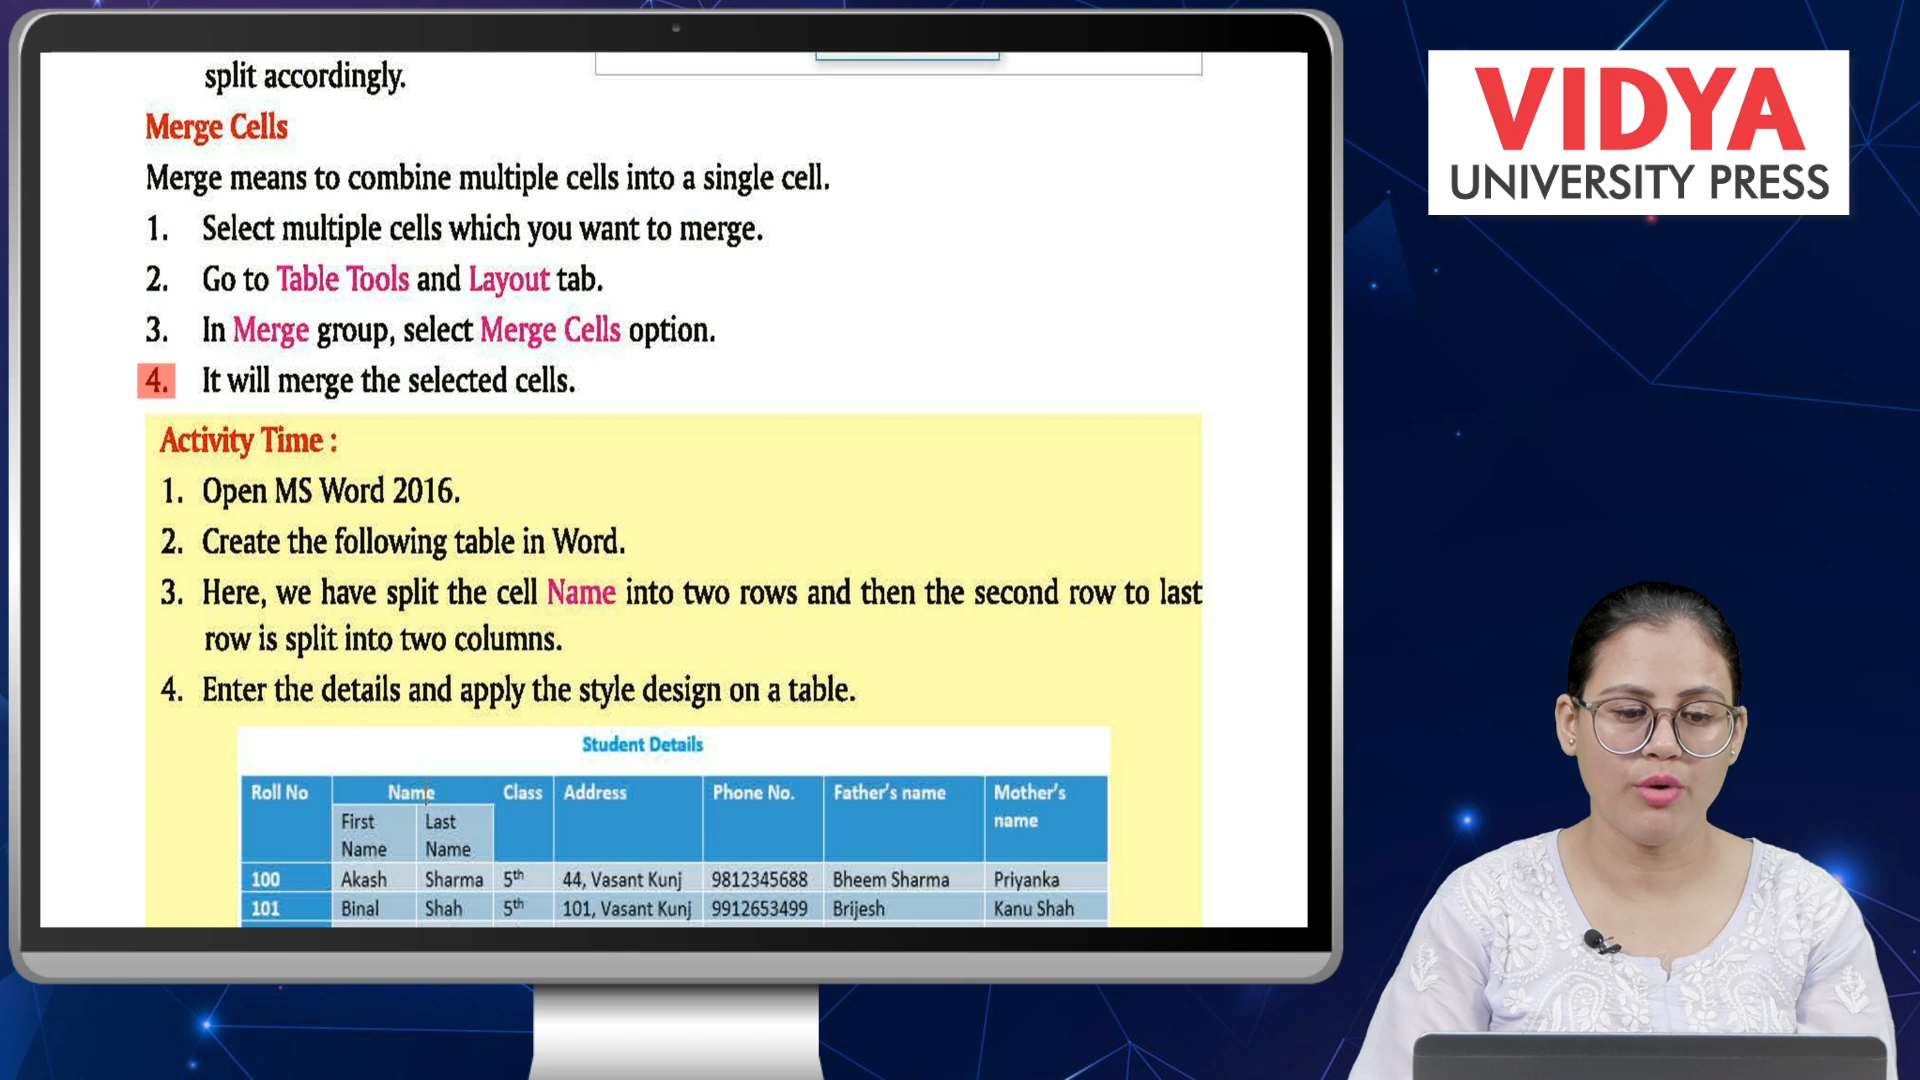 split accordingly.
Merge Cells
Merge means to combine multiple cells into a single cell.
1. Select multiple cells which you want to merge.
2. Go to Table Tools and Layout tab.
3. In Merge group, select Merge Cells option.
4. It will merge the selected cells.
Activity Time :
1. Open MS Word 2016.
2. Create the following table in Word.
3. Here, we have split the cell Name into two rows and then the second row to last
row is split into two columns.
4. Enter the details and apply the style design on a table.
Student Details
Roll No Name Class Address Phone No. Father's name Mother's
name
First Last
Name Name
100 Akash Sharma 5th 44, Vasant Kunj 9812345688 Bheem Sharma Priyanka
101 Binal Shah 5th 101, Vasant Kunj 9912653499 Brijesh Kanu Shah
VIDYA
UNIVERSITY PRESS